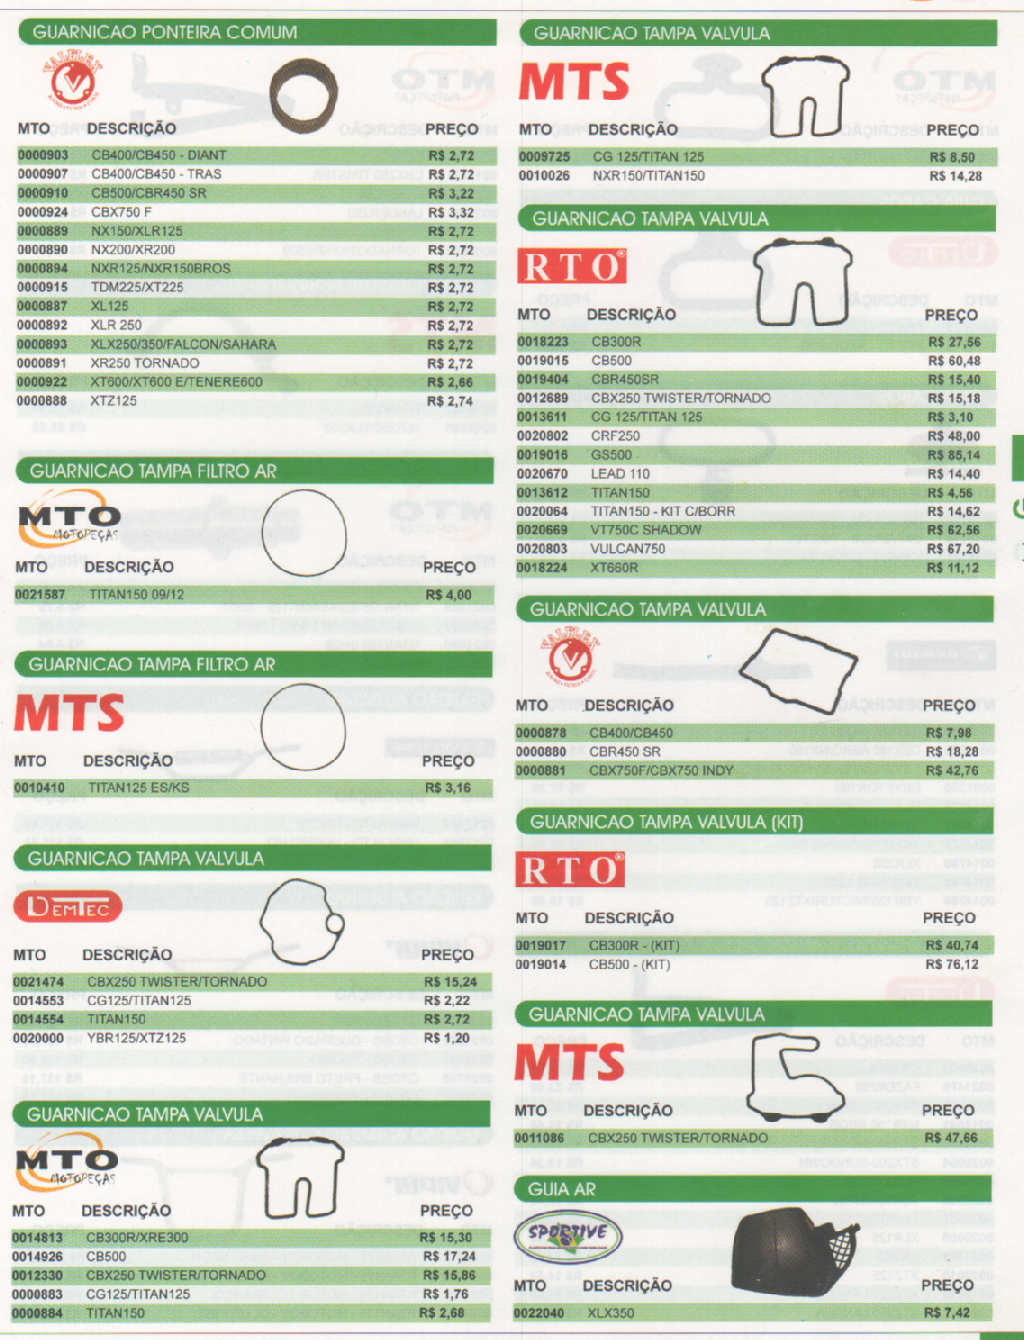 GUARNICAO PONTEIRA COMUM
VALFLEX
MTO DESCRIÇÃO PREÇO
0000903 CB400/CB450 - DIANT R$ 2,72
0000907 CB400/CB450 - TRAS R$ 2,72
0000910 CB500/CBR450 SR R$ 3,22
0000924 CBX750 F R$ 3,32
0000889 NX150/XLR125 R$ 2,72
0000890 NX200/XR200 R$ 2,72
0000894 NXR125/NXR150BROS R$ 2,72
0000915 TDM225/XT225 R$ 2,72
0000887 XL125 R$ 2,72
0000892 XLR 250 R$ 2,72
0000893 XLX250/350/FALCON/SAHARA R$ 2,72
0000891 XR250 TORNADO R$ 2,72
0000922 XT600/XT600 E/TENERE600 R$ 2,66
0000888 XTZ125 R$ 2,74
GUARNICAO TAMPA FILTRO AR
MTO
MOTOPEÇAS
MTO DESCRIÇÃO PREÇO
0021587 TITAN150 09/12 R$ 4,00
GUARNICAO TAMPA FILTRO AR
MTS
MTO DESCRIÇÃO PREÇO
0010410 TITAN125 ES/KS R$ 3,16
GUARNICAO TAMPA VALVULA
DEMTEC
MTO DESCRIÇÃO PREÇO
0021474 CBX250 TWISTER/TORNADO R$ 15,24
0014553 CG125/TITAN125 R$ 2,22
0014554 TITAN150 R$ 2,72
0020000 YBR125/XTZ125 R$ 1,20
GUARNICAO TAMPA VALVULA
MTO
MOTOPEÇAS
MTO DESCRIÇÃO PREÇO
0014813 CB300R/XRE300 R$ 15,30
0014926 CB500 R$ 17,24
0012330 CBX250 TWISTER/TORNADO R$ 15,86
0000883 CG125/TITAN125 R$ 1,76
0000884 TITAN150 R$ 2,68
GUARNICAO TAMPA VALVULA
MTS
MTO DESCRIÇÃO PREÇO
0009725 CG 125/TITAN 125 R$ 8,50
0010026 NXR150/TITAN150 R$ 14,28
GUARNICAO TAMPA VALVULA
RTO®
MTO DESCRIÇÃO PREÇO
0018223 CB300R R$ 27,56
0019015 CB500 R$ 60,48
0019404 CBR450SR R$ 15,40
0012689 CBX250 TWISTER/TORNADO R$ 15,18
0013611 CG 125/TITAN 125 R$ 3,10
0020802 CRF250 R$ 48,00
0019016 GS500 R$ 85,14
0020670 LEAD 110 R$ 14,40
0013612 TITAN150 R$ 4,56
0020064 TITAN150 - KIT C/BORR R$ 14,62
0020669 VT750C SHADOW R$ 62,56
0020803 VULCAN750 R$ 67,20
0018224 XT660R R$ 11,12
GUARNICAO TAMPA VALVULA
VALFLEX
MTO DESCRIÇÃO PREÇO
0000878 CB400/CB450 R$ 7,98
0000880 CBR450 SR R$ 18,28
0000881 CBX750F/CBX750 INDY R$ 42,76
GUARNICAO TAMPA VALVULA (KIT)
RTO®
MTO DESCRIÇÃO PREÇO
0019017 CB300R - (KIT) R$ 40,74
0019014 CB500 - (KIT) R$ 76,12
GUARNICAO TAMPA VALVULA
MTS
MTO DESCRIÇÃO PREÇO
0011086 CBX250 TWISTER/TORNADO R$ 47,66
GUIA AR
SPORTIVE
MTO DESCRIÇÃO PREÇO
0022040 XLX350 R$ 7,42